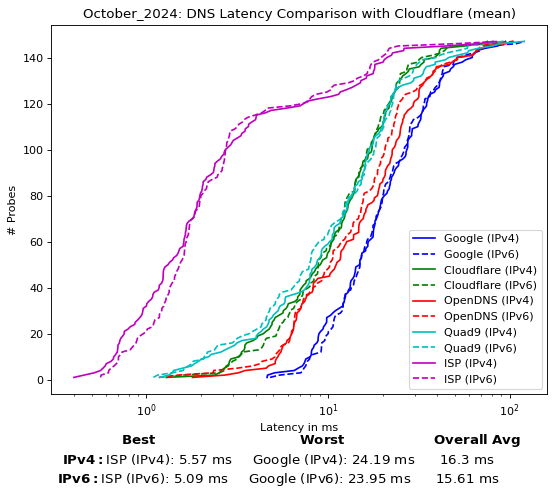 October_2024: DNS Latency Comparison with Cloudflare (mean)
140
120
100
80
60
40
20
0
# Probes
Google (IPv4)
Google (IPv6)
Cloudflare (IPv4)
Cloudflare (IPv6)
OpenDNS (IPv4)
OpenDNS (IPv6)
Quad9 (IPv4)
Quad9 (IPv6)
ISP (IPv4)
ISP (IPv6)
10⁰ 10¹ 10²
Latency in ms
Best Worst Overall Avg
IPv4: ISP (IPv4): 5.57 ms Google (IPv4): 24.19 ms 16.3 ms
IPv6: ISP (IPv6): 5.09 ms Google (IPv6): 23.95 ms 15.61 ms